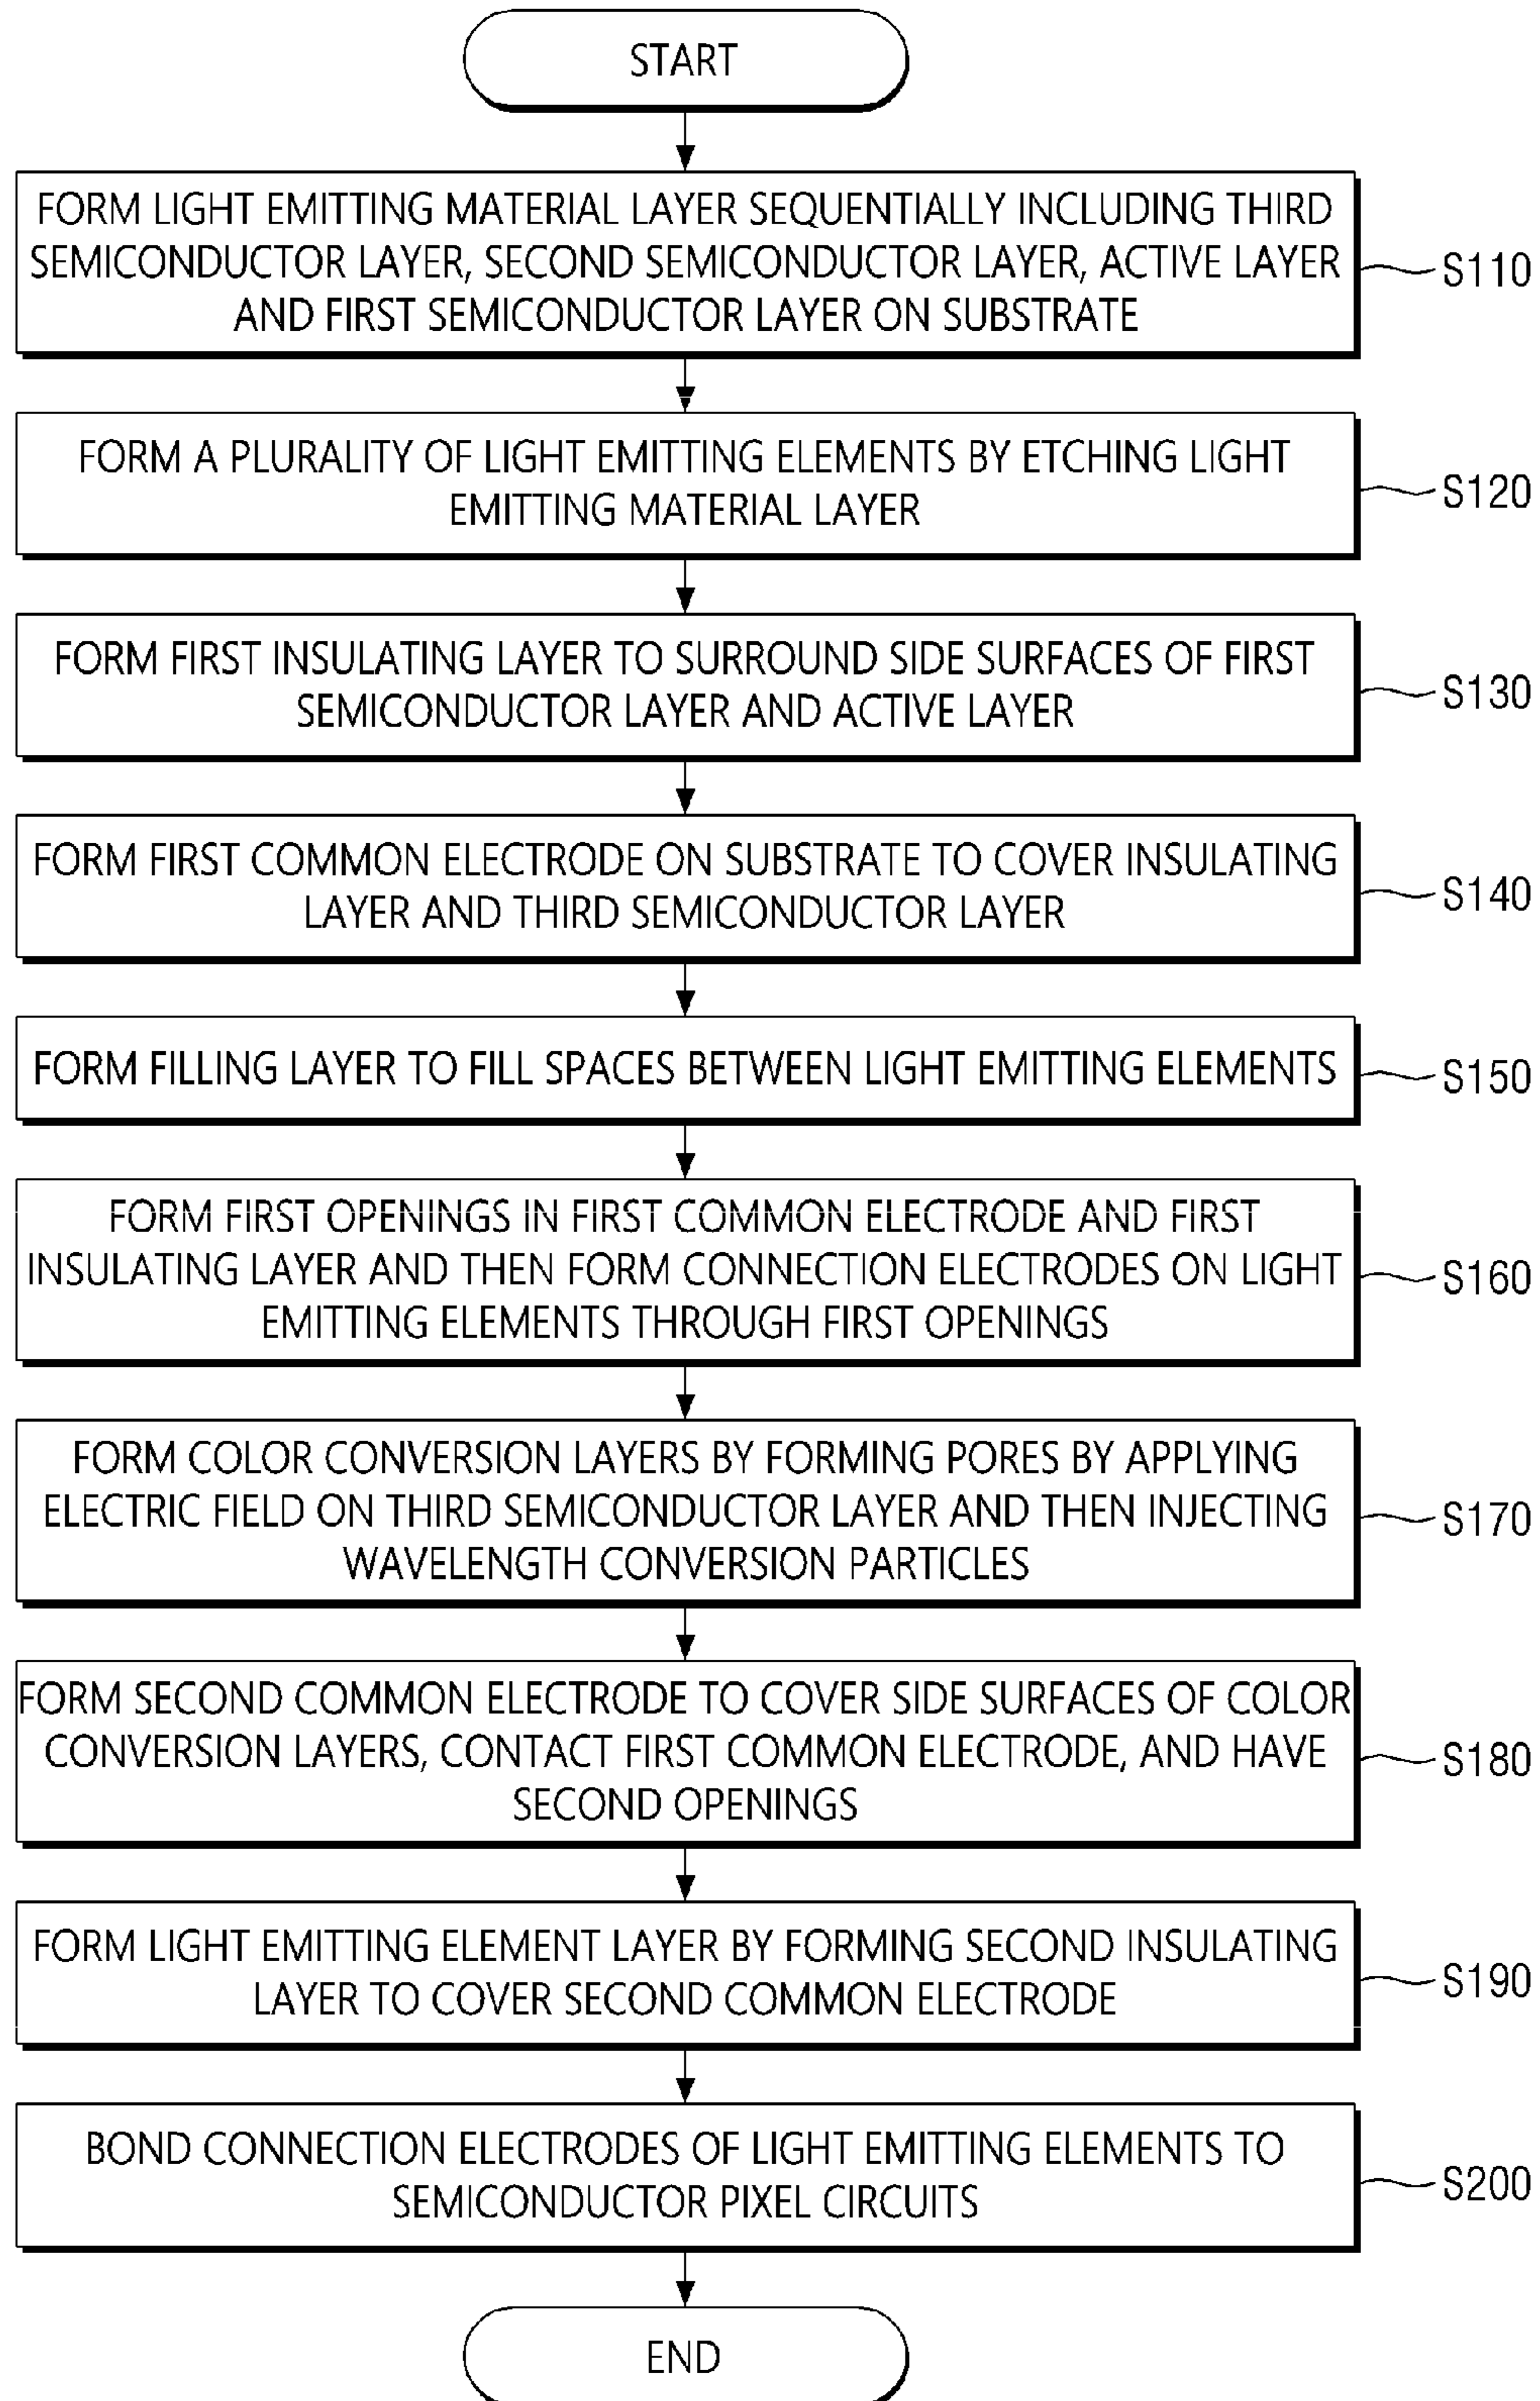 START
FORM LIGHT EMITTING MATERIAL LAYER SEQUENTIALLY INCLUDING THIRD
SEMICONDUCTOR LAYER, SECOND SEMICONDUCTOR LAYER, ACTIVE LAYER
AND FIRST SEMICONDUCTOR LAYER ON SUBSTRATE
S110
FORM A PLURALITY OF LIGHT EMITTING ELEMENTS BY ETCHING LIGHT
EMITTING MATERIAL LAYER
S120
FORM FIRST INSULATING LAYER TO SURROUND SIDE SURFACES OF FIRST
SEMICONDUCTOR LAYER AND ACTIVE LAYER
S130
FORM FIRST COMMON ELECTRODE ON SUBSTRATE TO COVER INSULATING
LAYER AND THIRD SEMICONDUCTOR LAYER
S140
FORM FILLING LAYER TO FILL SPACES BETWEEN LIGHT EMITTING ELEMENTS
S150
FORM FIRST OPENINGS IN FIRST COMMON ELECTRODE AND FIRST
INSULATING LAYER AND THEN FORM CONNECTION ELECTRODES ON LIGHT
EMITTING ELEMENTS THROUGH FIRST OPENINGS
S160
FORM COLOR CONVERSION LAYERS BY FORMING PORES BY APPLYING
ELECTRIC FIELD ON THIRD SEMICONDUCTOR LAYER AND THEN INJECTING
WAVELENGTH CONVERSION PARTICLES
S170
FORM SECOND COMMON ELECTRODE TO COVER SIDE SURFACES OF COLOR
CONVERSION LAYERS, CONTACT FIRST COMMON ELECTRODE, AND HAVE
SECOND OPENINGS
S180
FORM LIGHT EMITTING ELEMENT LAYER BY FORMING SECOND INSULATING
LAYER TO COVER SECOND COMMON ELECTRODE
S190
BOND CONNECTION ELECTRODES OF LIGHT EMITTING ELEMENTS TO
SEMICONDUCTOR PIXEL CIRCUITS
S200
END